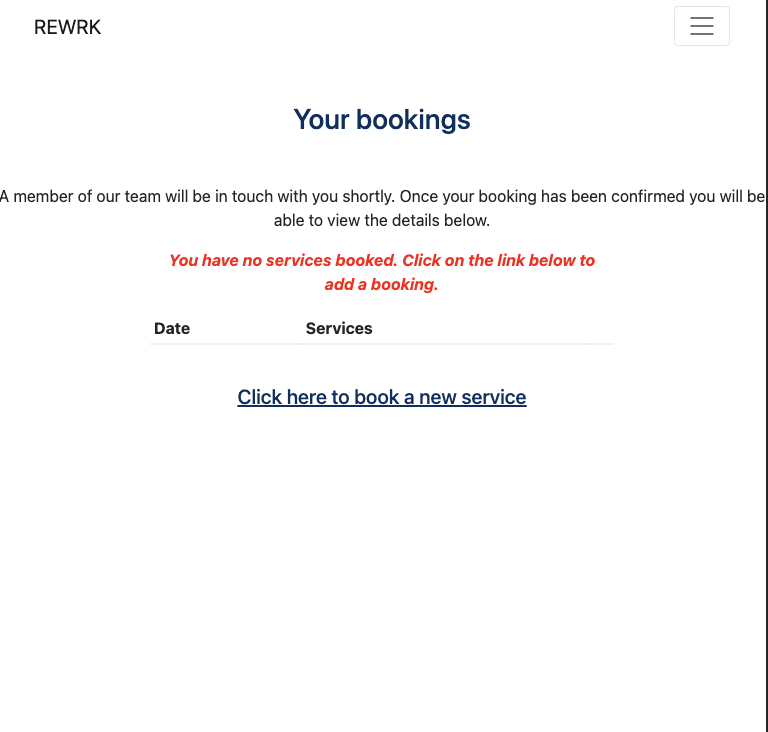 REWRK
Your bookings
A member of our team will be in touch with you shortly. Once your booking has been confirmed you will be
able to view the details below.
You have no services booked. Click on the link below to
add a booking.
Date Services
Click here to book a new service